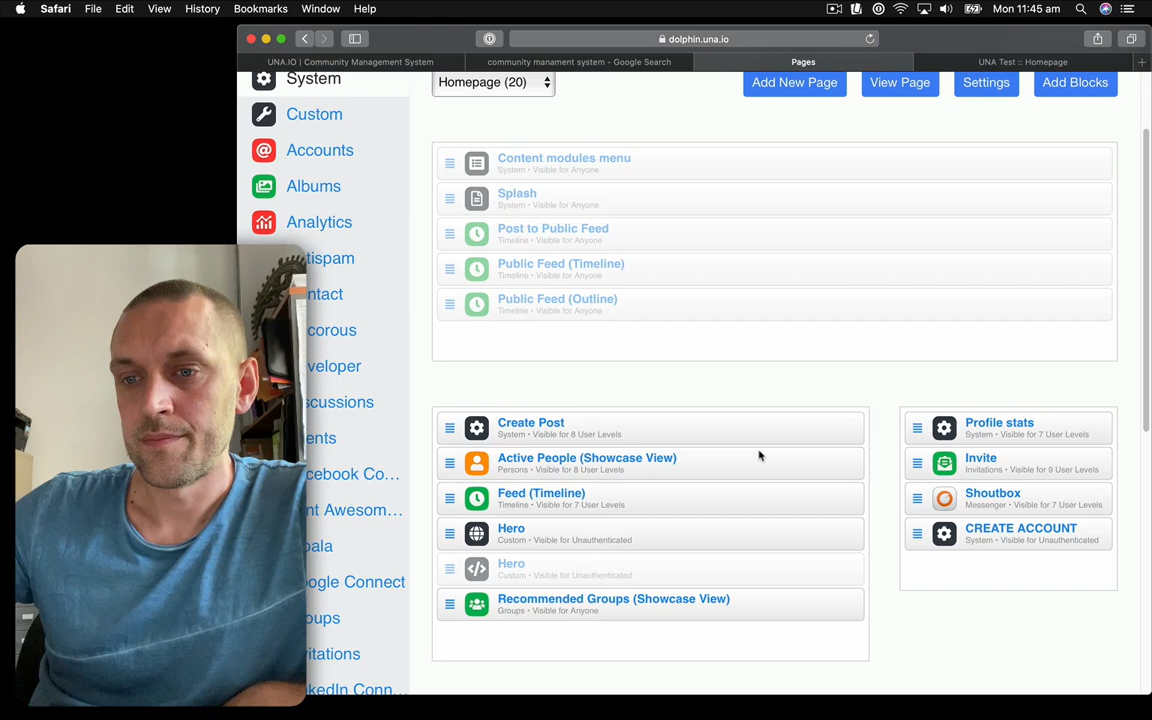 Safari File Edit View History Bookmarks Window Help Mon 11:45 am
dolphin.una.io
UNA.IO | Community Management System community manament system - Google Search Pages UNA Test :: Homepage
System
Custom
Accounts
Albums
Analytics
tispam
ntact
corous
veloper
scussions
ents
cebook Co...
nt Awesom...
pala
ogle Connect
ups
itations
kedIn Conn...
Homepage (20) Add New Page View Page Settings Add Blocks
Content modules menu
System • Visible for Anyone
Splash
System • Visible for Anyone
Post to Public Feed
Timeline • Visible for Anyone
Public Feed (Timeline)
Timeline • Visible for Anyone
Public Feed (Outline)
Timeline • Visible for Anyone
Create Post
System • Visible for 8 User Levels
Active People (Showcase View)
Persons • Visible for 8 User Levels
Feed (Timeline)
Timeline • Visible for 7 User Levels
Hero
Custom • Visible for Unauthenticated
Hero
Custom • Visible for Unauthenticated
Recommended Groups (Showcase View)
Groups • Visible for Anyone
Profile stats
System • Visible for 7 User Levels
Invite
Invitations • Visible for 9 User Levels
Shoutbox
Messenger • Visible for 7 User Levels
CREATE ACCOUNT
System • Visible for Unauthenticated